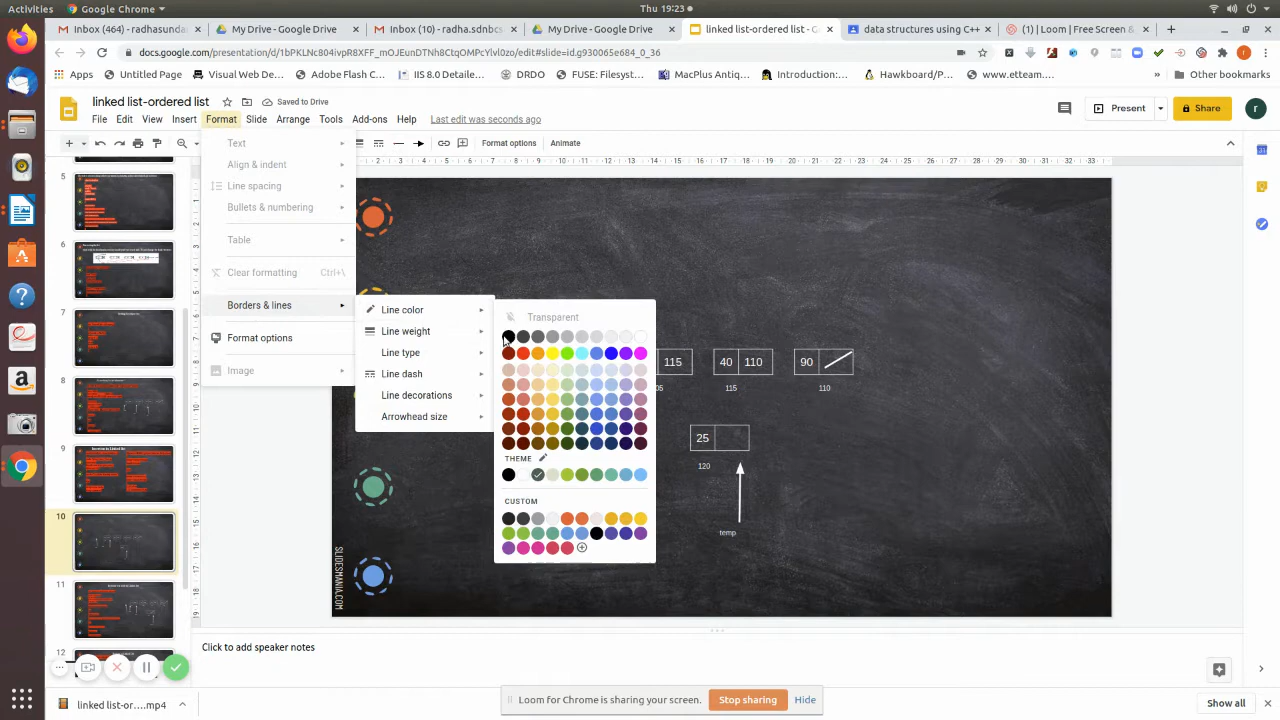 Activities Google Chrome Thu 19:23
Inbox (464) - radhasunda
My Drive - Google Drive
Inbox (10) - radha.sdnbcs
My Drive - Google Drive
linked list-ordered list - G
data structures using C++
Loom | Free Screen &
docs.google.com/presentation/d/1bPKLNc804ivpR8XFF_mOJEunDTNh8CtqOMPcYlvl0zo/edit#slide=id.g930065e684_0_36
Apps Untitled Page Visual Web De... Adobe Flash C... IIS 8.0 Detaile... DRDO FUSE: Filesyst... MacPlus Antiq... Introduction:... Hawkboard/P... www.etteam.... » Other bookmarks
linked list-ordered list Saved to Drive
File Edit View Insert Format Slide Arrange Tools Add-ons Help Last edit was seconds ago
Present Share r
Format options Animate
Text
Align & indent
Line spacing
Bullets & numbering
Table
Clear formatting Ctrl+\
Borders & lines
Format options
Image
Line color
Line weight
Line type
Line dash
Line decorations
Arrowhead size
Transparent
THEME
CUSTOM
115 40 110 90
05 115 110
25
120
temp
SLIDESMANIA.COM
5
6
7
8
9
10
11
12
Click to add speaker notes
Loom for Chrome is sharing your screen. Stop sharing Hide
linked list-or....mp4
Show all